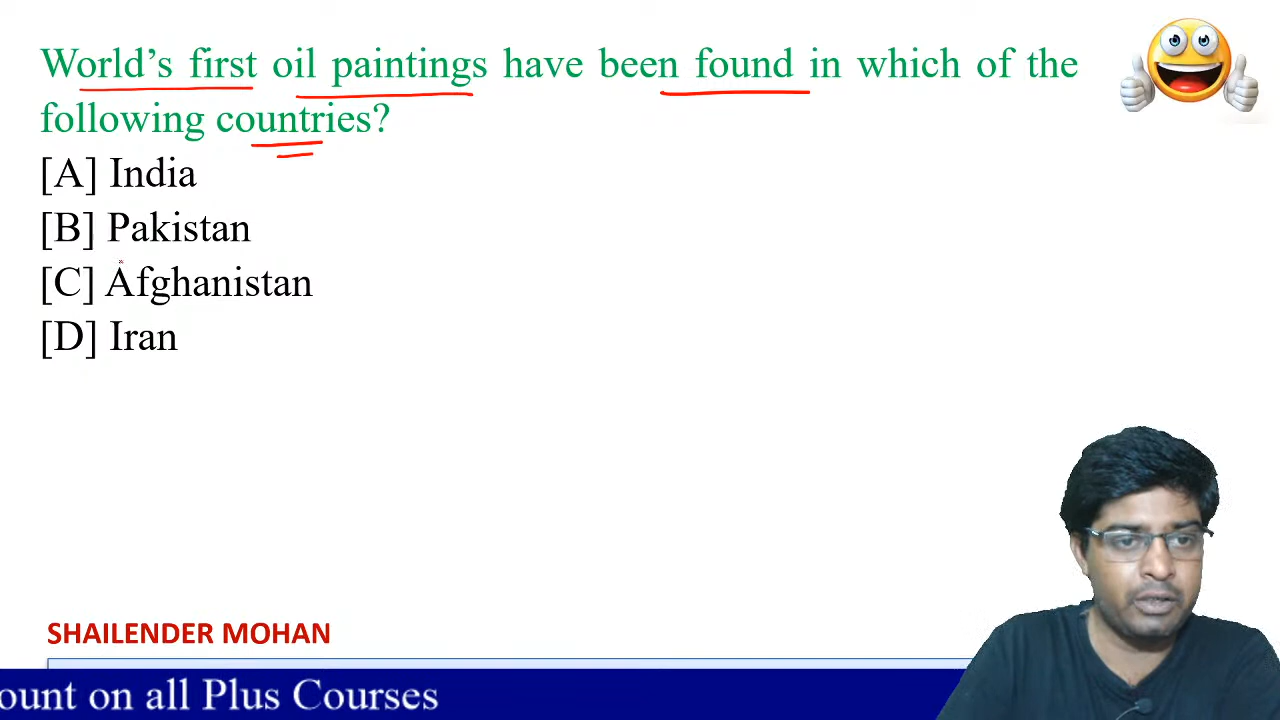 World's first oil paintings have been found in which of the
following countries?
[A] India
[B] Pakistan
[C] Afghanistan
[D] Iran
SHAILENDER MOHAN
ount on all Plus Courses